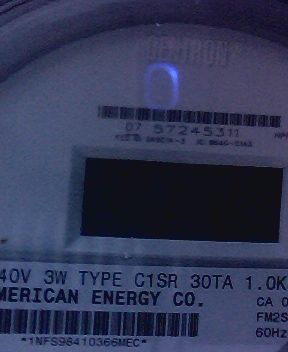 CENTRON
07 57245311
40V 3W TYPE C1SR 30TA 1.0K
MERICAN ENERGY CO.
CA 0
FM2S
60Hz
*1NFS98410366MEC*